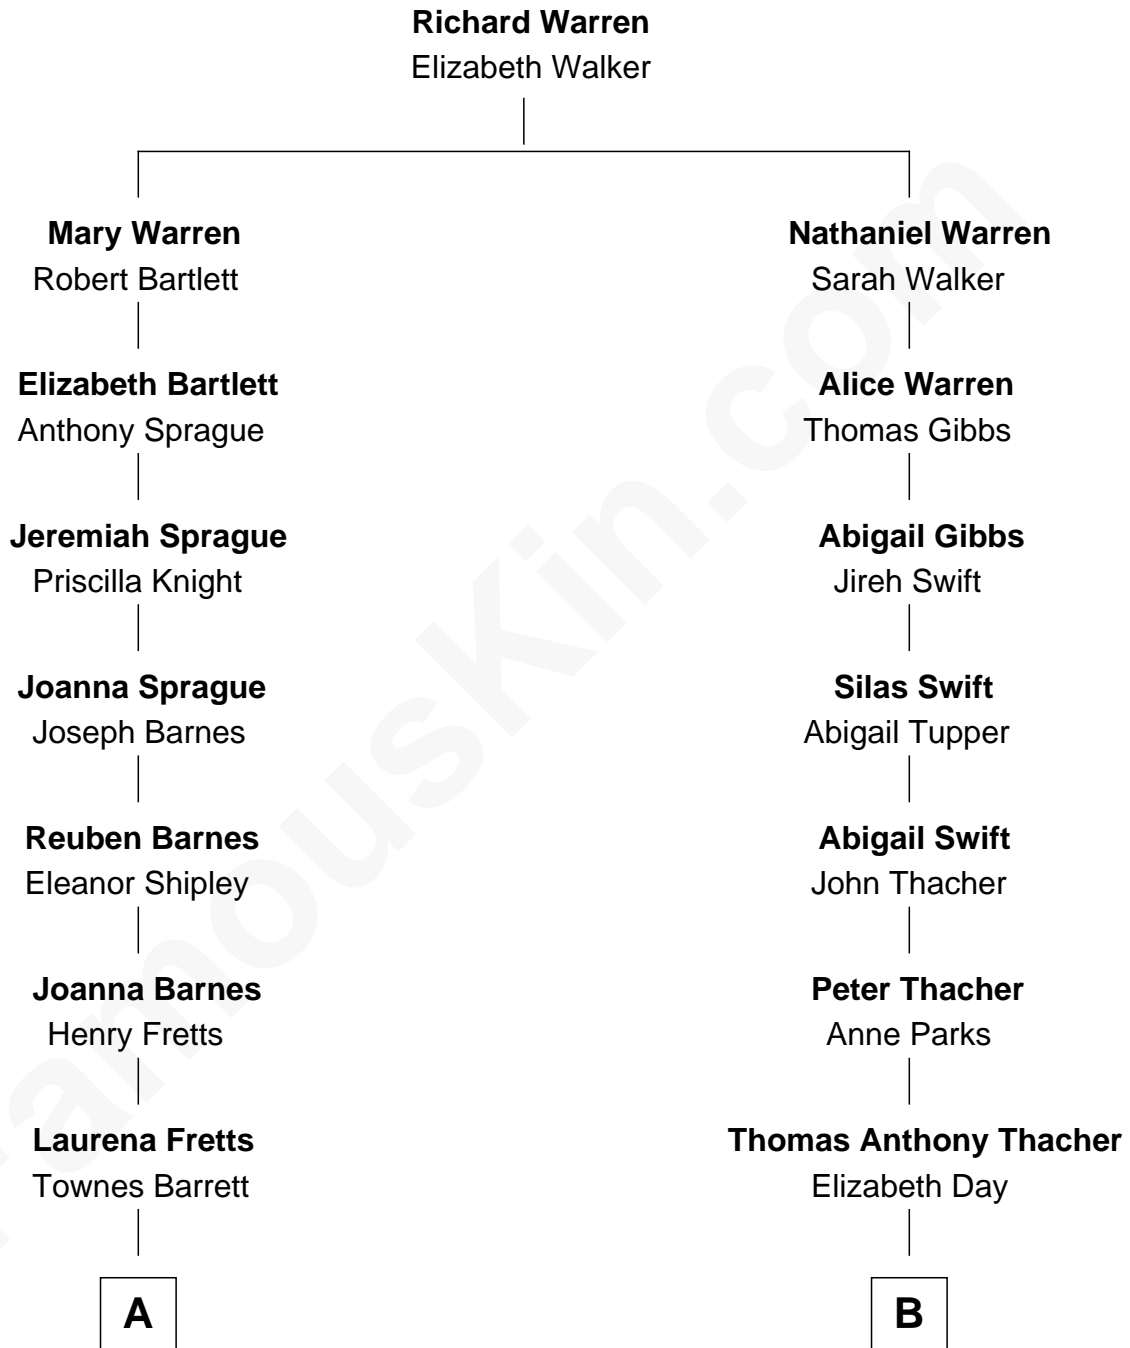 Richard Warren
Elizabeth Walker
Mary Warren
Robert Bartlett
Nathaniel Warren
Sarah Walker
Elizabeth Bartlett
Anthony Sprague
Alice Warren
Thomas Gibbs
Jeremiah Sprague
Priscilla Knight
Abigail Gibbs
Jireh Swift
Joanna Sprague
Joseph Barnes
Silas Swift
Abigail Tupper
Reuben Barnes
Eleanor Shipley
Abigail Swift
John Thacher
Joanna Barnes
Henry Fretts
Peter Thacher
Anne Parks
Laurena Fretts
Townes Barrett
Thomas Anthony Thacher
Elizabeth Day
A
B
FamousKin.com